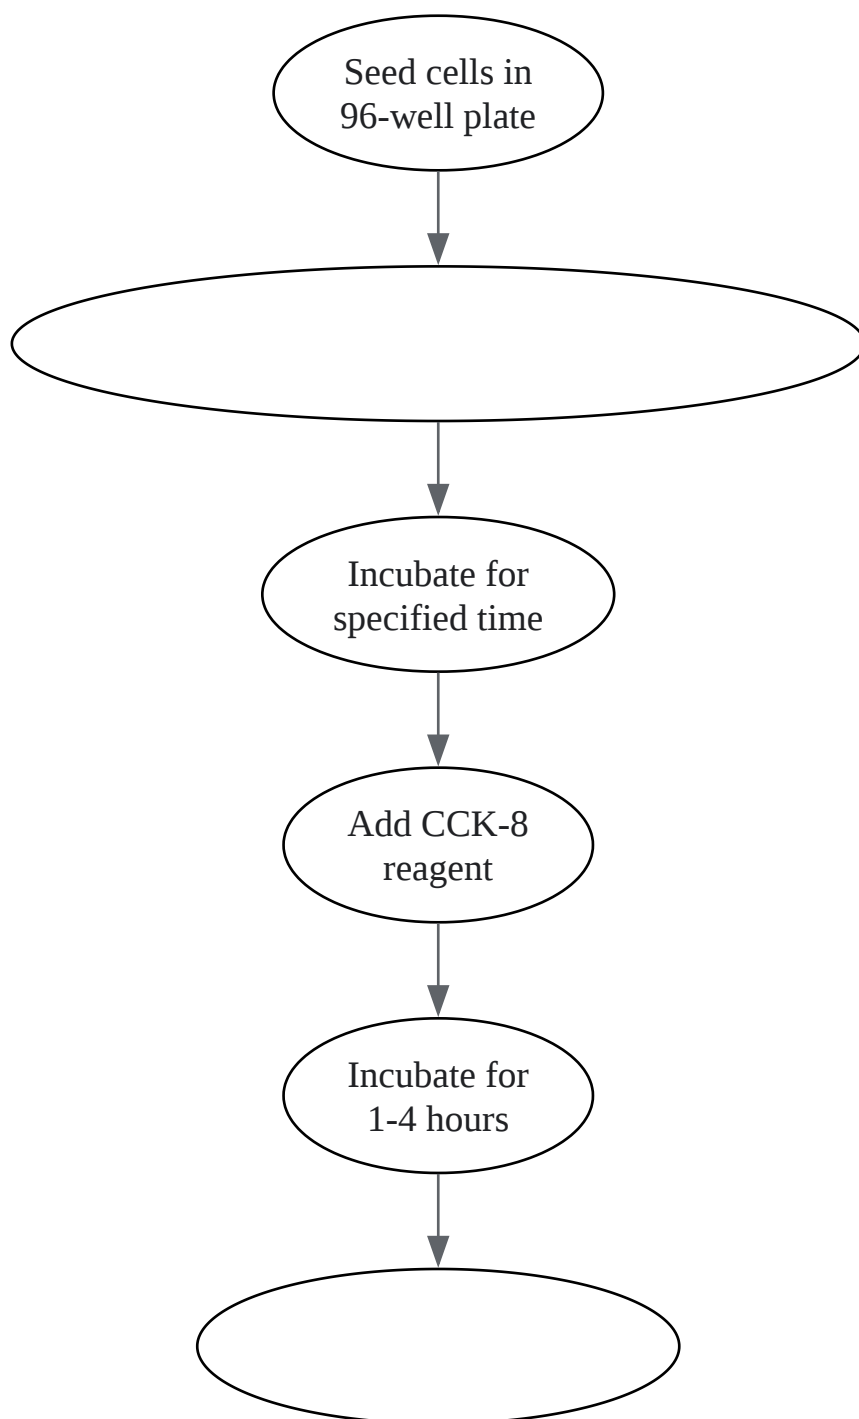 Seed cells in
96-well plate
Incubate for
specified time
Add CCK-8
reagent
Incubate for
1-4 hours